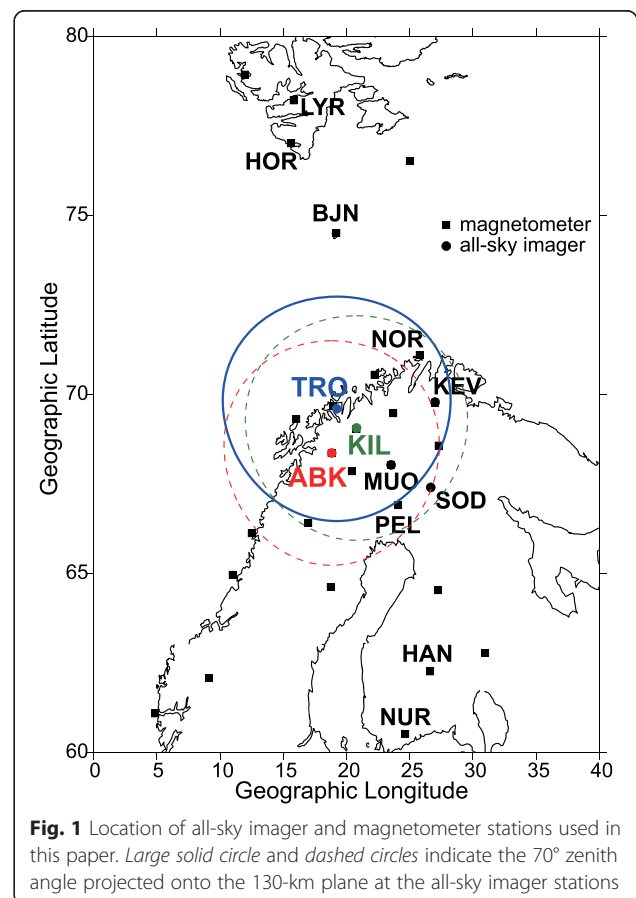 80
LYR
HOR
75
BJN
■ magnetometer
● all-sky imager
NOR
70
TRO
KEV
KIL
ABK
MUO
SOD
PEL
65
HAN
NUR
60
0 5 10 15 20 25 30 35 40
Geographic Latitude
Geographic Longitude
Fig. 1 Location of all-sky imager and magnetometer stations used in
this paper. Large solid circle and dashed circles indicate the 70° zenith
angle projected onto the 130-km plane at the all-sky imager stations